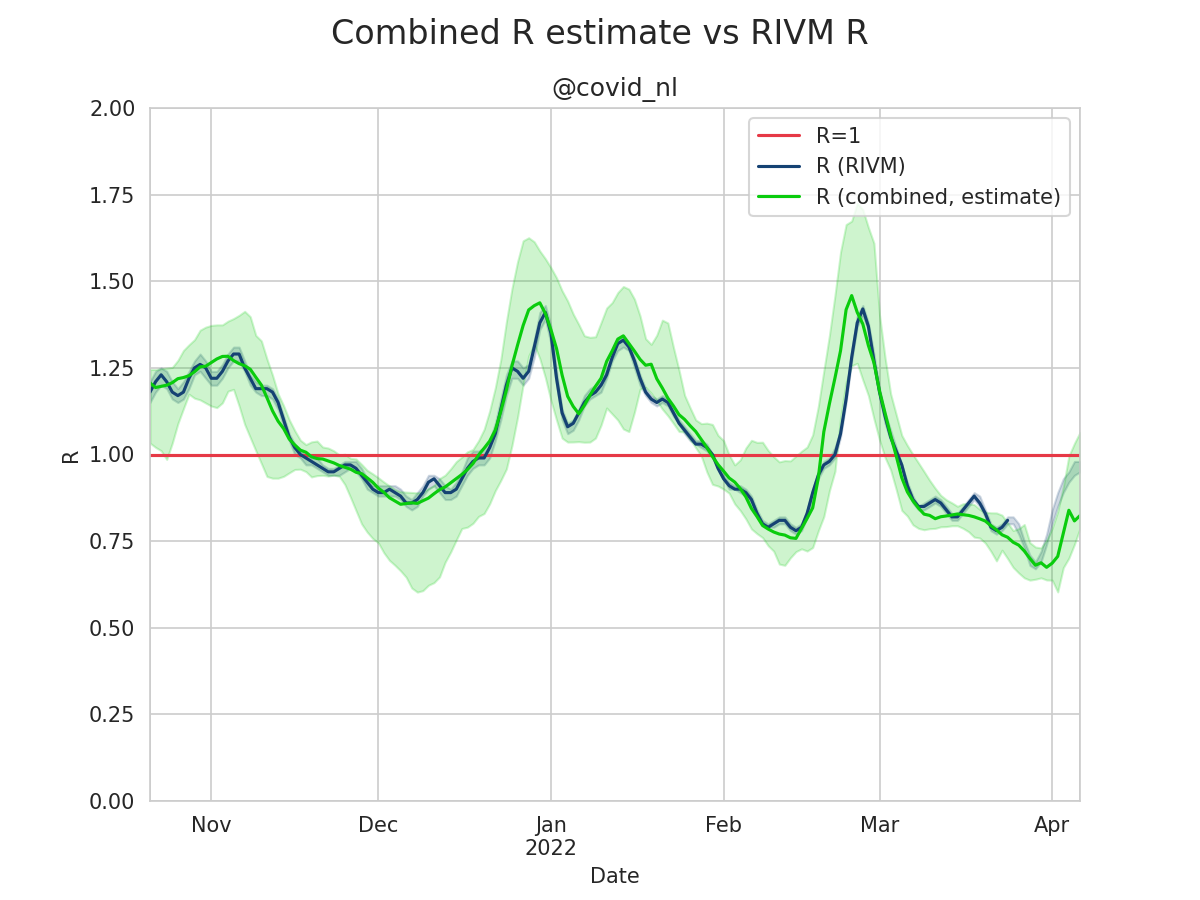 Combined R estimate vs RIVM R
@covid_nl
2.00
1.75
1.50
1.25
1.00
0.75
0.50
0.25
0.00
R
R=1
R (RIVM)
R (combined, estimate)
Nov
Dec
Jan
2022
Feb
Mar
Apr
Date